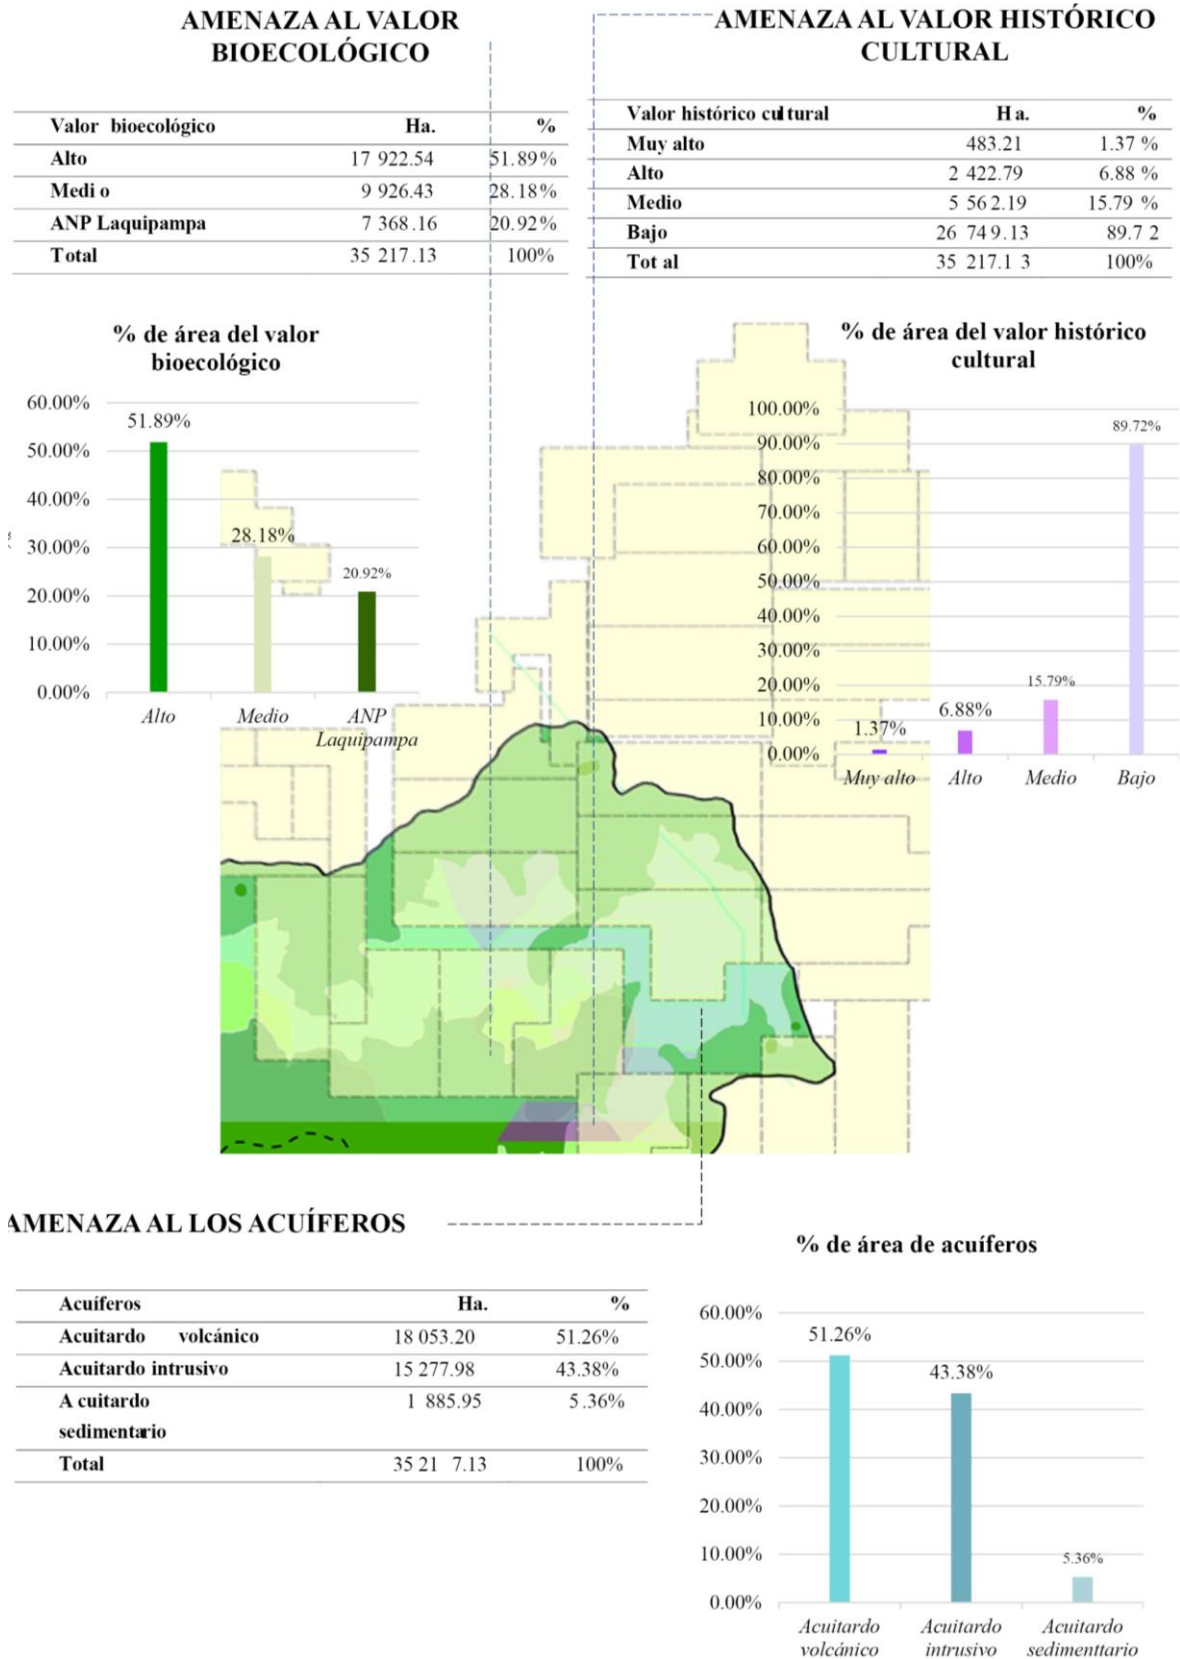 AMENAZA AL VALOR
BIOECOLÓGICO
Valor bioecológico Ha. %
Alto 17 922.54 51.89%
Medi o 9 926.43 28.18%
ANP Laquipampa 7 368.16 20.92%
Total 35 217.13 100%
AMENAZA AL VALOR HISTÓRICO
CULTURAL
Valor histórico cultural Ha. %
Muy alto 483.21 1.37 %
Alto 2 422.79 6.88 %
Medio 5 56 2.19 15.79 %
Bajo 26 74 9.13 89.7 2
Tot al 35 217.1 3 100%
% de área del valor
bioecológico
60.00%
50.00%
40.00%
30.00%
20.00%
10.00%
0.00%
51.89%
28.18%
20.92%
Alto Medio ANP
Laquipampa
% de área del valor histórico
cultural
100.00%
90.00%
80.00%
70.00%
60.00%
50.00%
40.00%
30.00%
20.00%
10.00%
0.00%
1.37%
6.88%
15.79%
89.72%
Muy alto Alto Medio Bajo
AMENAZA AL LOS ACUÍFEROS
Acuíferos Ha. %
Acuitardo volcánico 18 053.20 51.26%
Acuitardo intrusivo 15 277.98 43.38%
A cuitardo 1 885.95 5.36%
sedimentario
Total 35 21 7.13 100%
% de área de acuíferos
60.00%
50.00%
40.00%
30.00%
20.00%
10.00%
0.00%
51.26%
43.38%
5.36%
Acuitardo Acuitardo Acuitardo
volcánico intrusivo sedimenttario